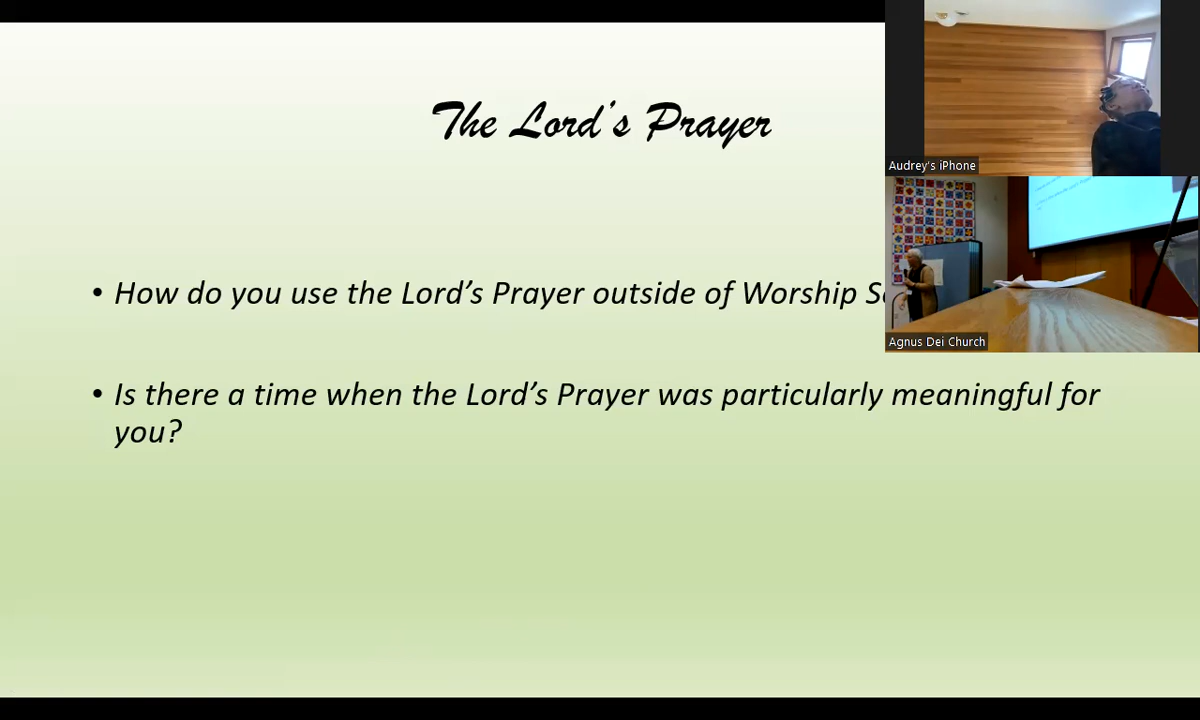 The Lord's Prayer
• How do you use the Lord's Prayer outside of Worship
• Is there a time when the Lord's Prayer was particularly meaningful for
you?
Audrey's iPhone
Agnus Dei Church